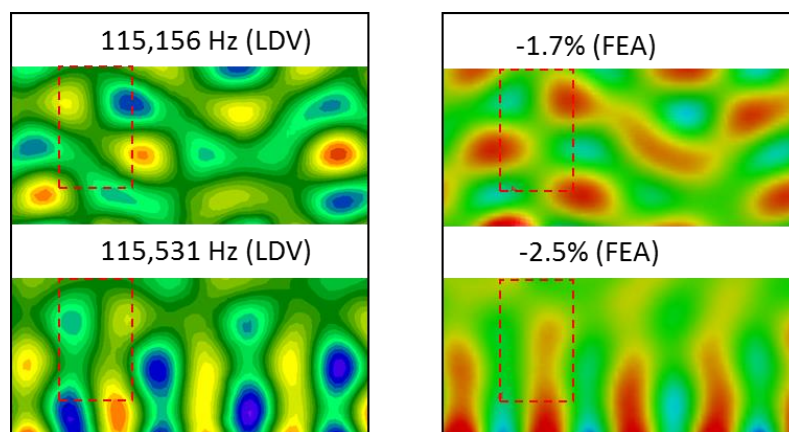 115,156 Hz (LDV)
-1.7% (FEA)
115,531 Hz (LDV)
-2.5% (FEA)